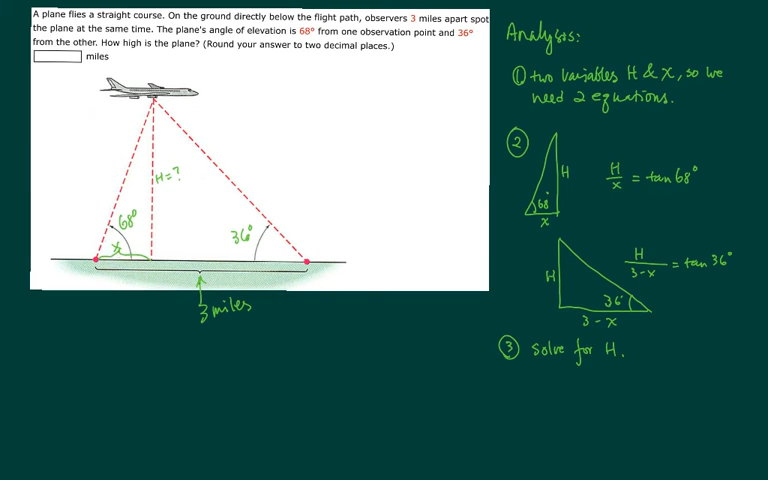 A plane flies a straight course. On the ground directly below the flight path, observers 3 miles apart spot
the plane at the same time. The plane's angle of elevation is 68° from one observation point and 36°
from the other. How high is the plane? (Round your answer to two decimal places.)
miles
H=?
68°
36°
x
3 miles
Analysis:
① two variables H & x, so we
need 2 equations.
②
H
68°
x
H/x = tan 68°
H
36°
3 - x
H/(3-x) = tan 36°
③ solve for H.